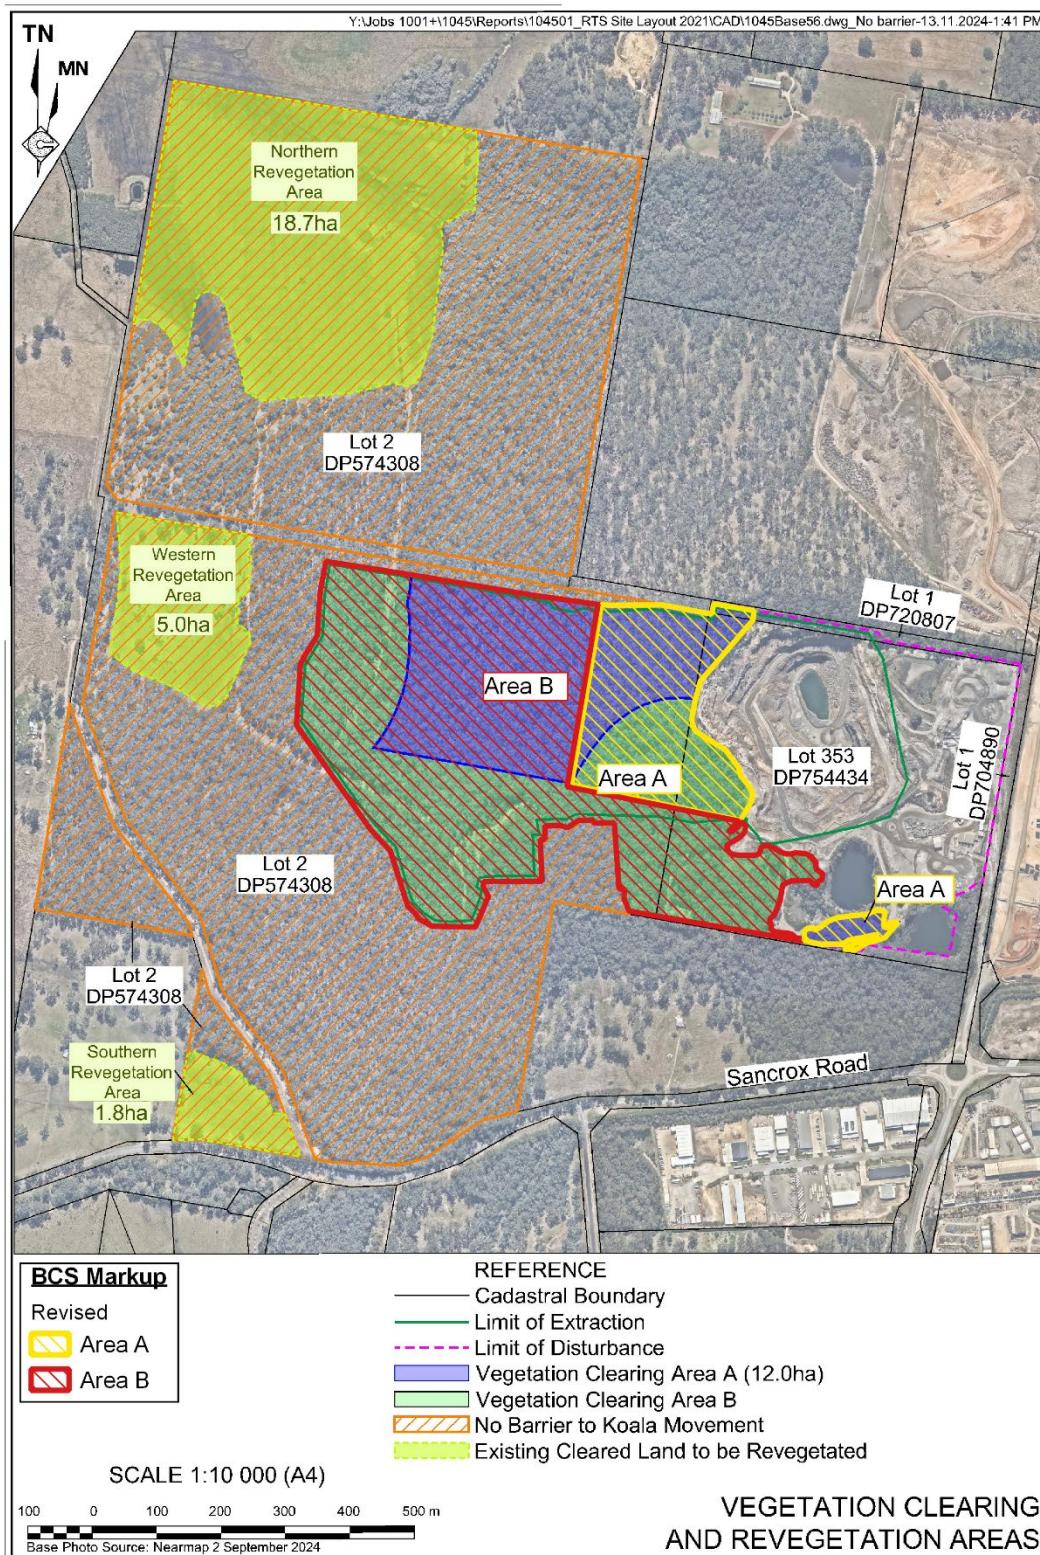 Y:\Jobs 1001+\1045\Reports\104501_RTS Site Layout 2021\CAD\1045Base56.dwg_No barrier-13.11.2024-1:41 PM
TN
MN
Northern
Revegetation
Area
18.7ha
Lot 2
DP574308
Western
Revegetation
Area
5.0ha
Lot 1
DP720807
Area B
Area A
Lot 353
DP754434
Lot 1
DP704890
Lot 2
DP574308
Area A
Lot 2
DP574308
Southern
Revegetation
Area
1.8ha
Sancrox Road
BCS Markup
Revised
Area A
Area B
REFERENCE
Cadastral Boundary
Limit of Extraction
Limit of Disturbance
Vegetation Clearing Area A (12.0ha)
Vegetation Clearing Area B
No Barrier to Koala Movement
Existing Cleared Land to be Revegetated
SCALE 1:10 000 (A4)
100 0 100 200 300 400 500 m
Base Photo Source: Nearmap 2 September 2024
VEGETATION CLEARING
AND REVEGETATION AREAS